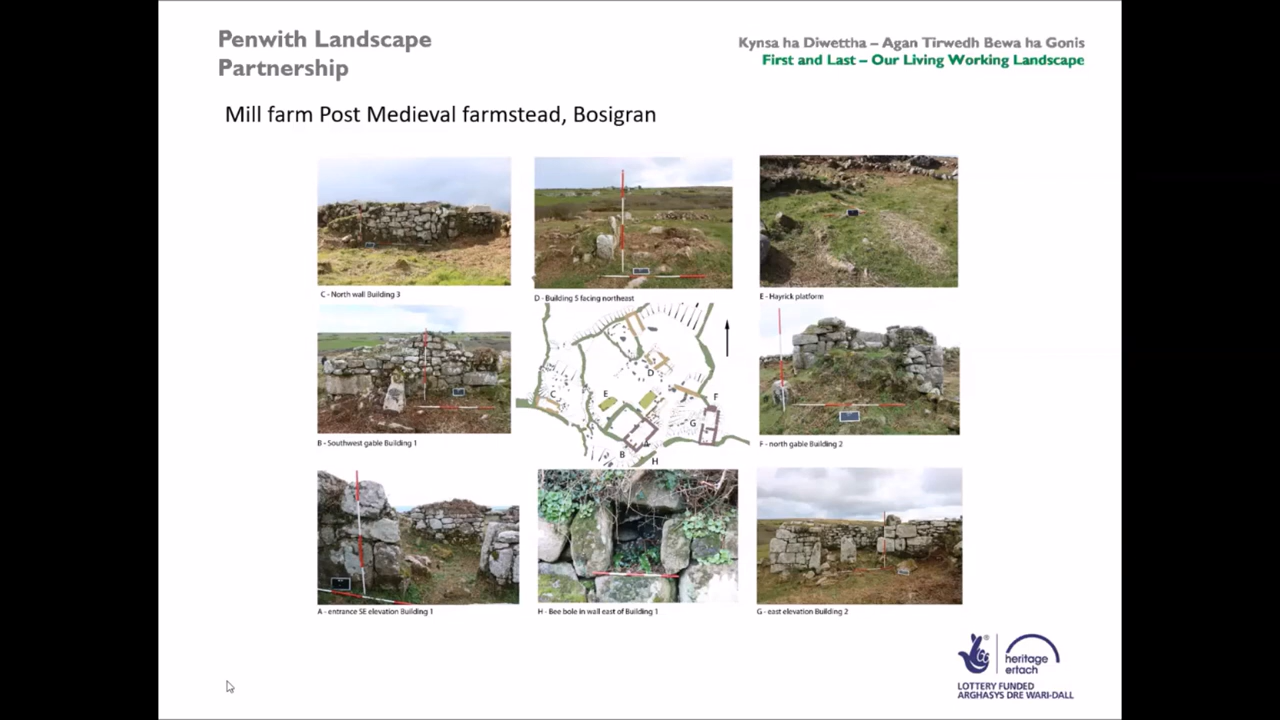 Penwith Landscape
Partnership
Kynsa ha Diwettha – Agan Tirwedh Bewa ha Gonis
First and Last – Our Living Working Landscape
Mill farm Post Medieval farmstead, Bosigran
C - North wall Building 3
D - Building 5 facing northeast
E - Hayrick platform
B - Southwest gable Building 1
C
D
E
F
G
B
H
F - north gable Building 2
A - entrance SE elevation Building 1
H - Bee bole in wall east of Building 1
G - east elevation Building 2
heritage
ertach
LOTTERY FUNDED
ARGHASYS DRE WARI-DALL